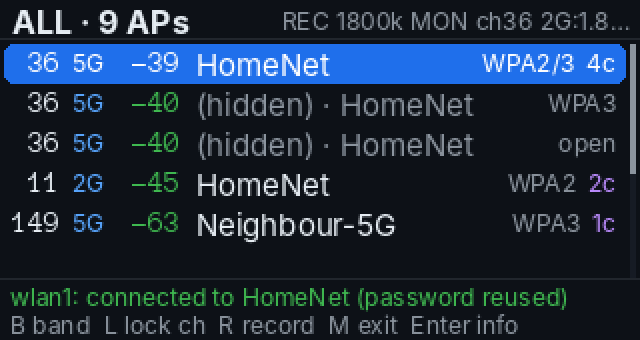 ALL · 9 APs REC 1800k MON ch36 2G:1.8...
36 5G −39 HomeNet WPA2/3 4c
36 5G −40 (hidden) · HomeNet WPA3
36 5G −40 (hidden) · HomeNet open
11 2G −45 HomeNet WPA2 2c
149 5G −63 Neighbour-5G WPA3 1c
wlan1: connected to HomeNet (password reused)
B band L lock ch R record M exit Enter info